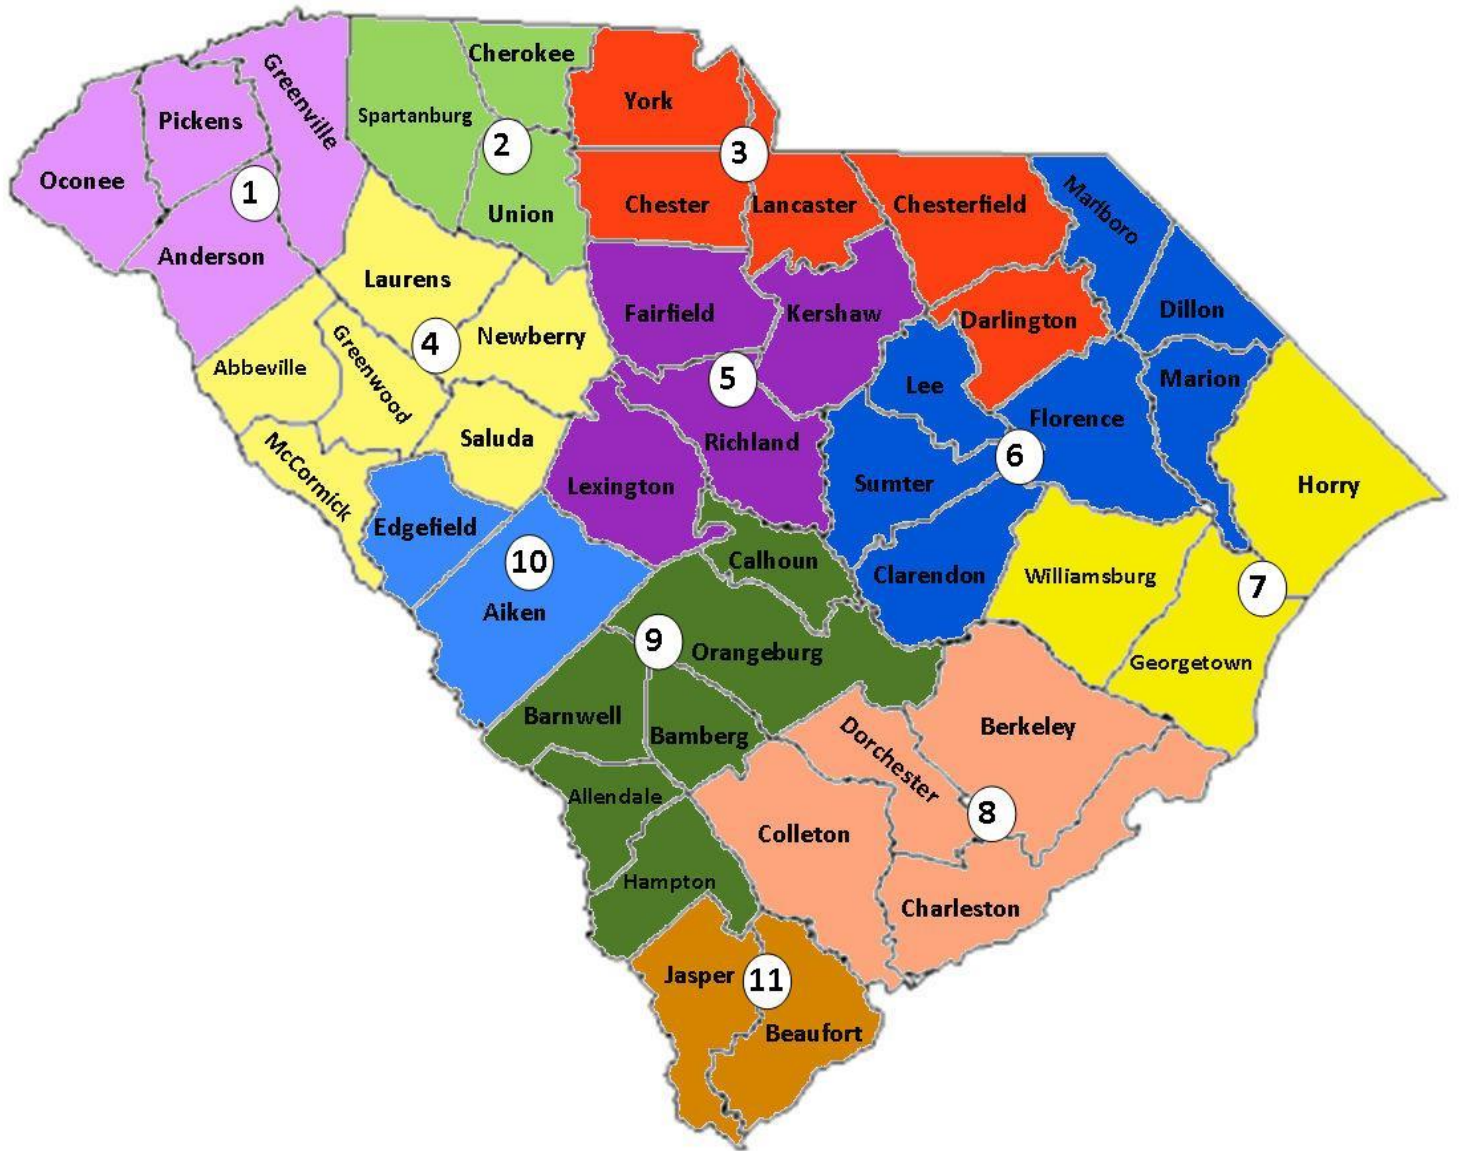 Cherokee
Greenville
York
Pickens
Spartanburg
2
3
Oconee
1
Union
Chester
Lancaster
Chesterfield
Marlboro
Anderson
Laurens
Fairfield
Kershaw
Darlington
Dillon
Newberry
4
Abbeville
Greenwood
5
Lee
Marion
Florence
Saluda
Richland
6
McCormick
Lexington
Sumter
Horry
Edgefield
10
Calhoun
Clarendon
Williamsburg
7
Aiken
9
Orangeburg
Georgetown
Barnwell
Bamberg
Dorchester
Berkeley
Allendale
8
Colleton
Hampton
Charleston
Jasper
11
Beaufort